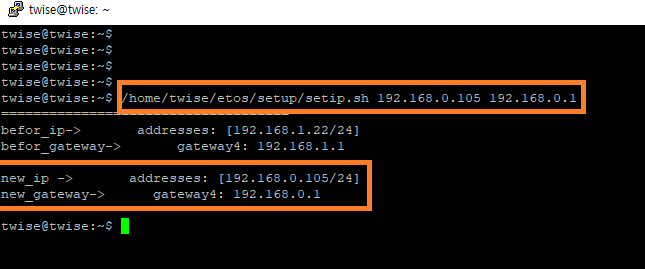 twise@twise: ~
twise@twise:~$
twise@twise:~$
twise@twise:~$
twise@twise:~$
twise@twise:~$ /home/twise/etos/setup/setip.sh 192.168.0.105 192.168.0.1
====================================
befor_ip-> addresses: [192.168.1.22/24]
befor_gateway-> gateway4: 192.168.1.1
new_ip -> addresses: [192.168.0.105/24]
new_gateway-> gateway4: 192.168.0.1
twise@twise:~$